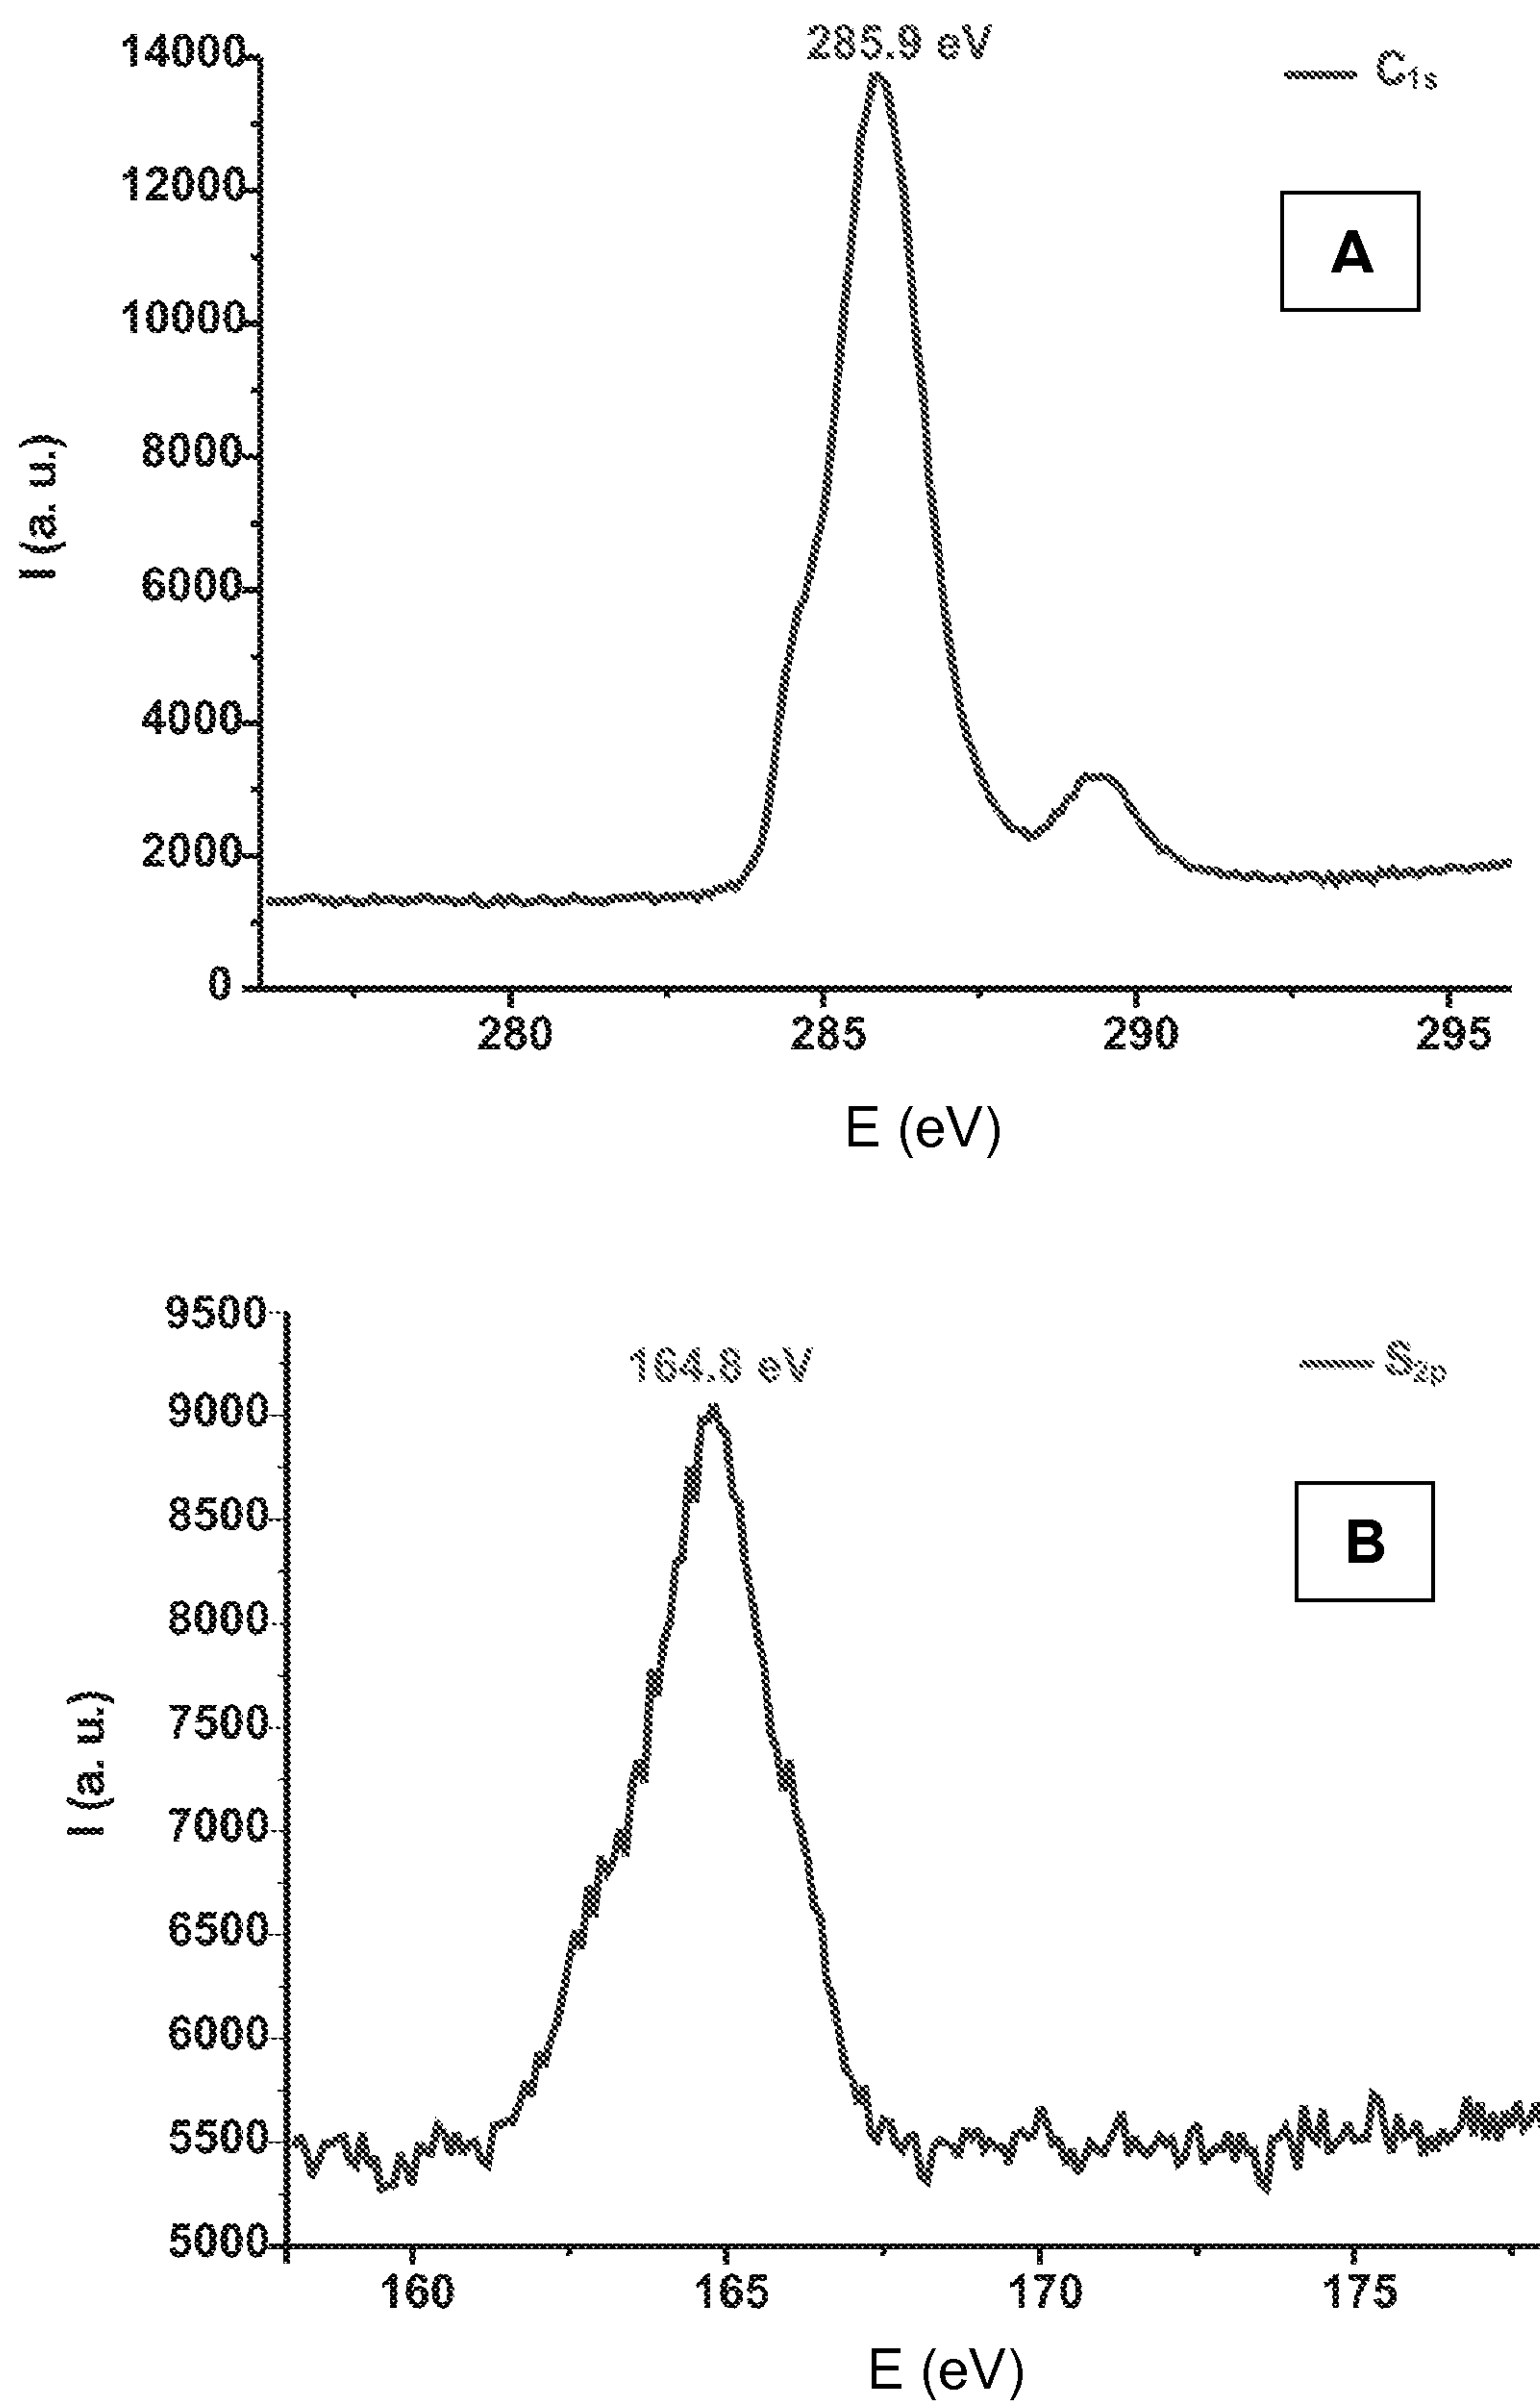 285.9 eV
C1s
A
14000
12000
10000
8000
6000
4000
2000
0
I (a. u.)
280 285 290 295
E (eV)
164.8 eV
S2p
B
9500
9000
8500
8000
7500
7000
6500
6000
5500
5000
I (a. u.)
160 165 170 175
E (eV)